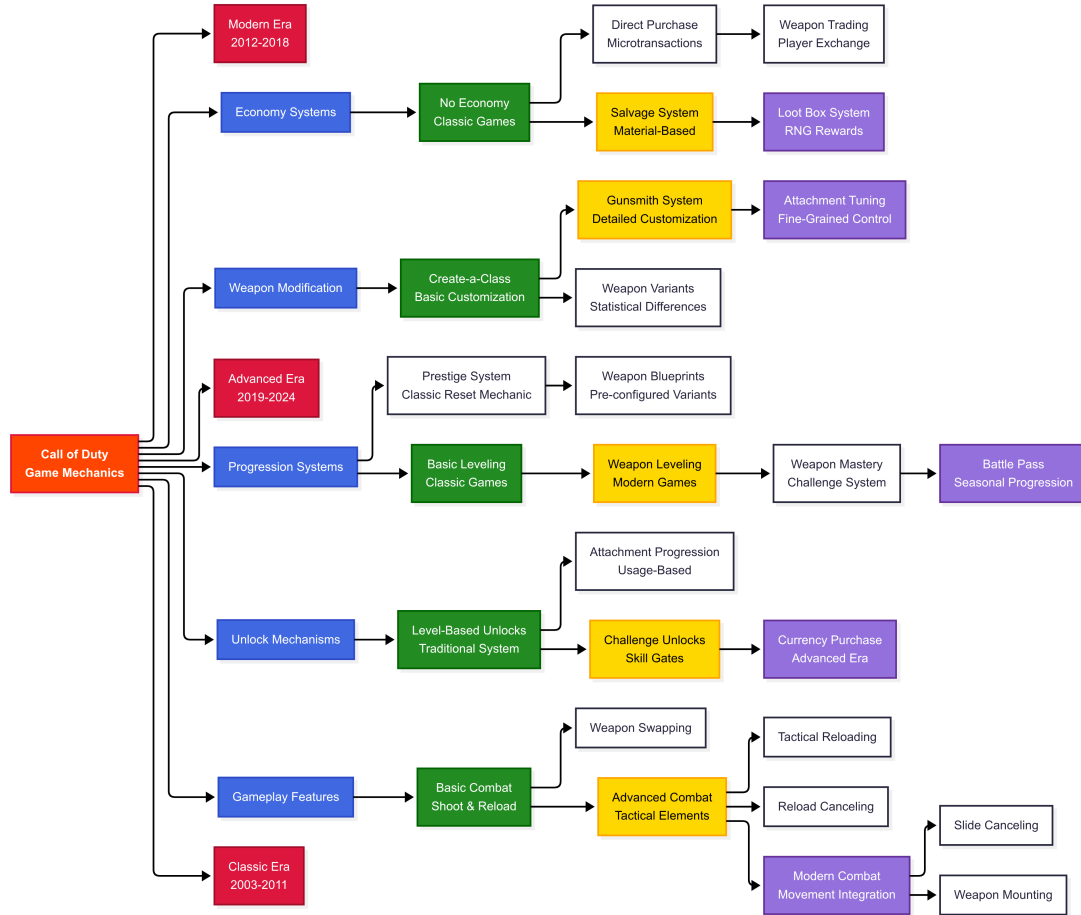 Modern Era
2012-2018
Direct Purchase
Microtransactions
Weapon Trading
Player Exchange
Economy Systems
No Economy
Classic Games
Salvage System
Material-Based
Loot Box System
RNG Rewards
Gunsmith System
Detailed Customization
Attachment Tuning
Fine-Grained Control
Weapon Modification
Create-a-Class
Basic Customization
Weapon Variants
Statistical Differences
Advanced Era
2019-2024
Prestige System
Classic Reset Mechanic
Weapon Blueprints
Pre-configured Variants
Call of Duty
Game Mechanics
Progression Systems
Basic Leveling
Classic Games
Weapon Leveling
Modern Games
Weapon Mastery
Challenge System
Battle Pass
Seasonal Progression
Attachment Progression
Usage-Based
Unlock Mechanisms
Level-Based Unlocks
Traditional System
Challenge Unlocks
Skill Gates
Currency Purchase
Advanced Era
Weapon Swapping
Tactical Reloading
Gameplay Features
Basic Combat
Shoot & Reload
Advanced Combat
Tactical Elements
Reload Canceling
Slide Canceling
Classic Era
2003-2011
Modern Combat
Movement Integration
Weapon Mounting